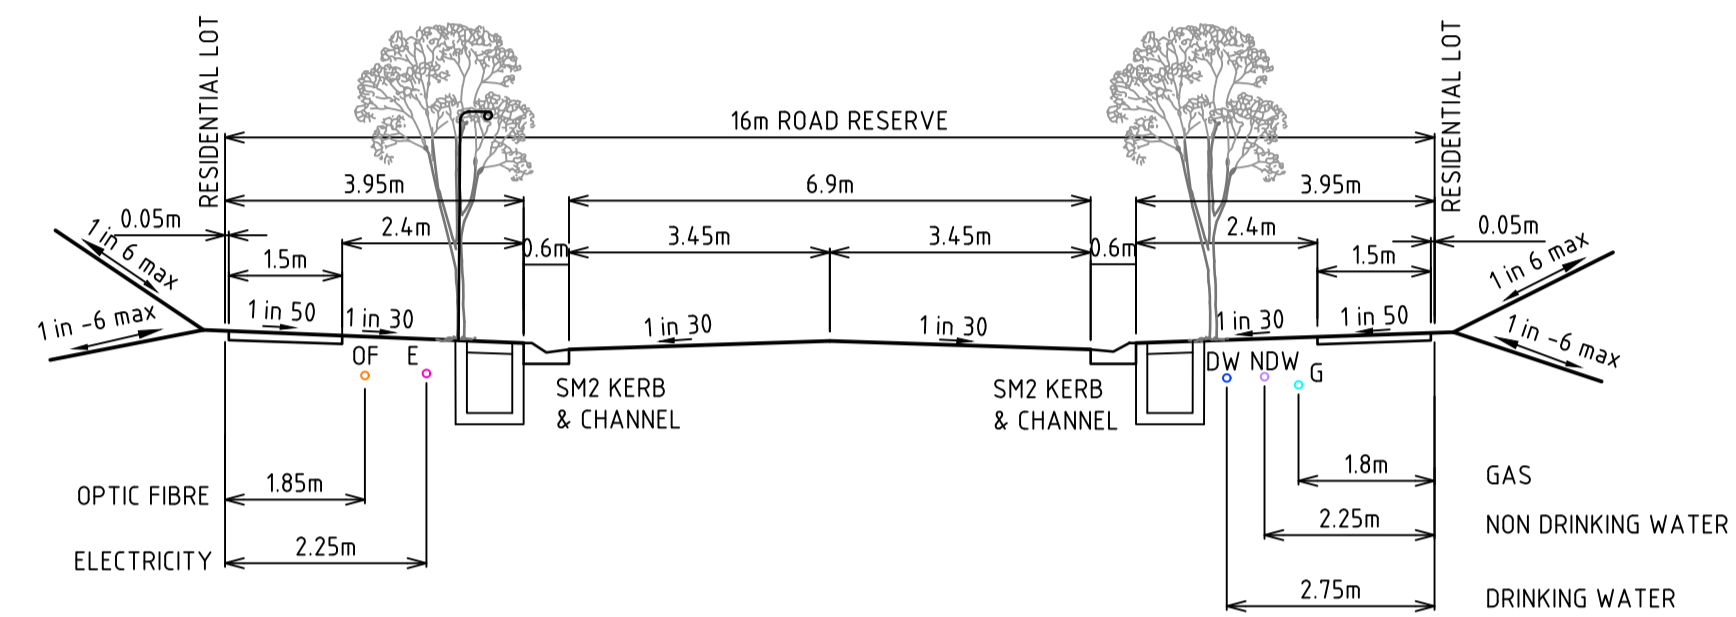 RESIDENTIAL LOT
RESIDENTIAL LOT
16m ROAD RESERVE
3.95m
6.9m
3.95m
0.05m
2.4m
0.6m
3.45m
3.45m
0.6m
2.4m
0.05m
1 in 6 max
1.5m
1.5m
1 in 6 max
1 in -6 max
1 in 50
1 in 30
1 in 30
1 in 30
1 in 30
1 in 50
1 in -6 max
OF
E
DW
NDW
G
SM2 KERB
& CHANNEL
SM2 KERB
& CHANNEL
OPTIC FIBRE
1.85m
1.8m
GAS
2.25m
NON DRINKING WATER
ELECTRICITY
2.25m
2.75m
DRINKING WATER